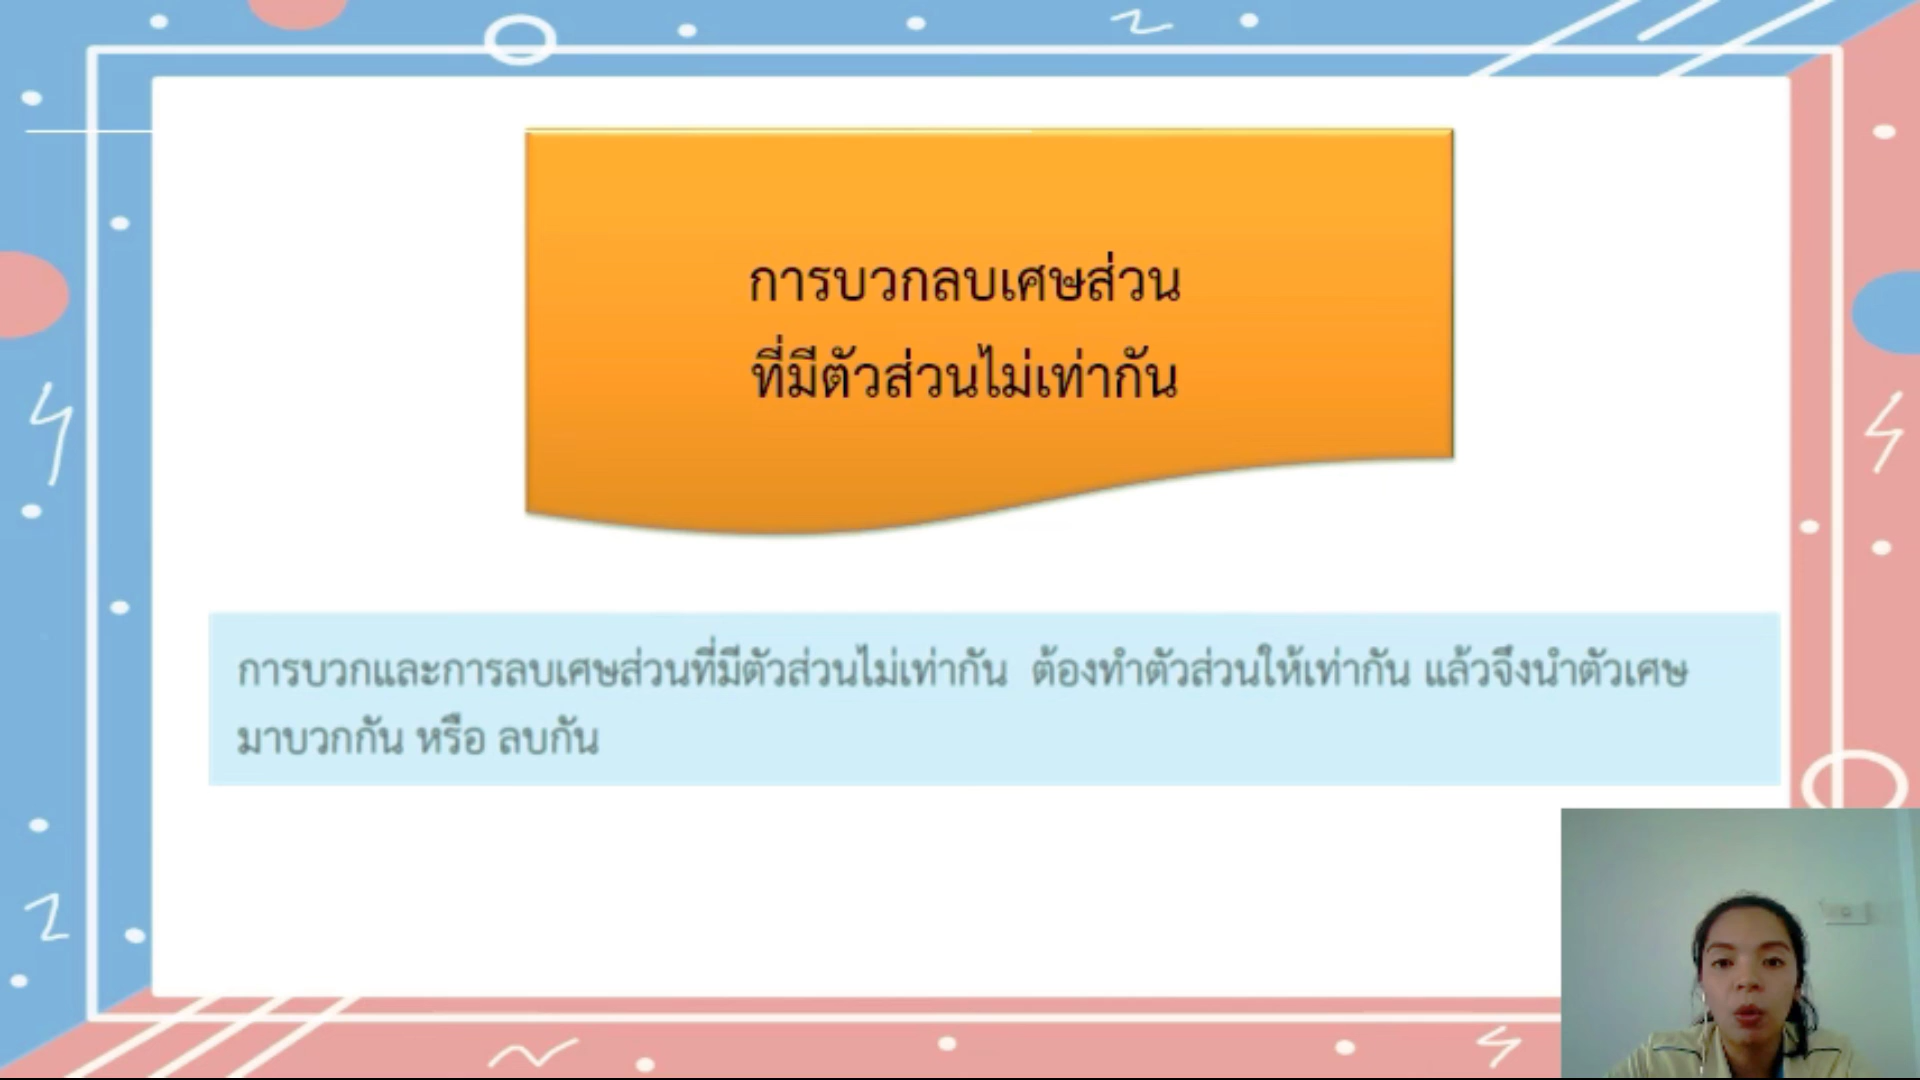 การบวกลบเศษส่วน
ที่มีตัวส่วนไม่เท่ากัน
การบวกและการลบเศษส่วนที่มีตัวส่วนไม่เท่ากัน ต้องทำตัวส่วนให้เท่ากัน แล้วจึงนำตัวเศษ
มาบวกกัน หรือ ลบกัน